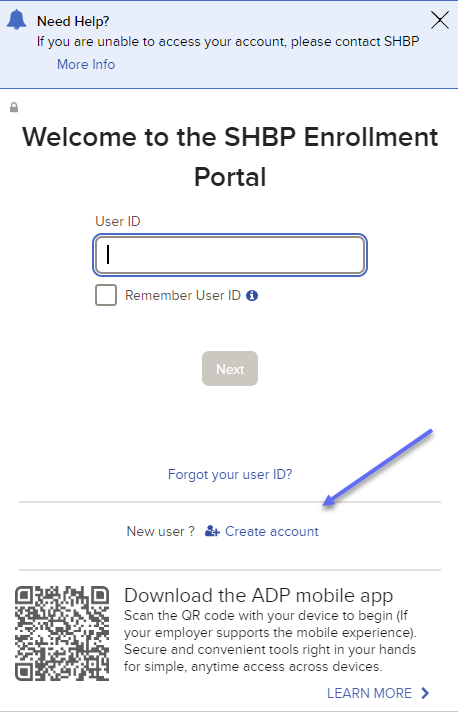 Need Help?
If you are unable to access your account, please contact SHBP
More Info
Welcome to the SHBP Enrollment
Portal
User ID
Remember User ID
Next
Forgot your user ID?
New user ? Create account
Download the ADP mobile app
Scan the QR code with your device to begin (If
your employer supports the mobile experience).
Secure and convenient tools right in your hands
for simple, anytime access across devices.
LEARN MORE